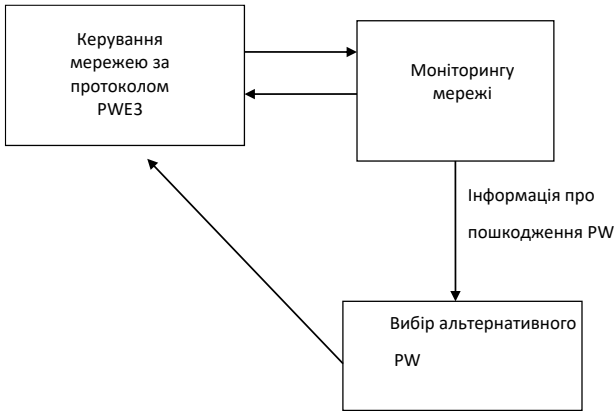 Керування
мережею за
протоколом
PWE3
Моніторингу
мережі
Інформація про
пошкодження PW
Вибір альтернативного
PW